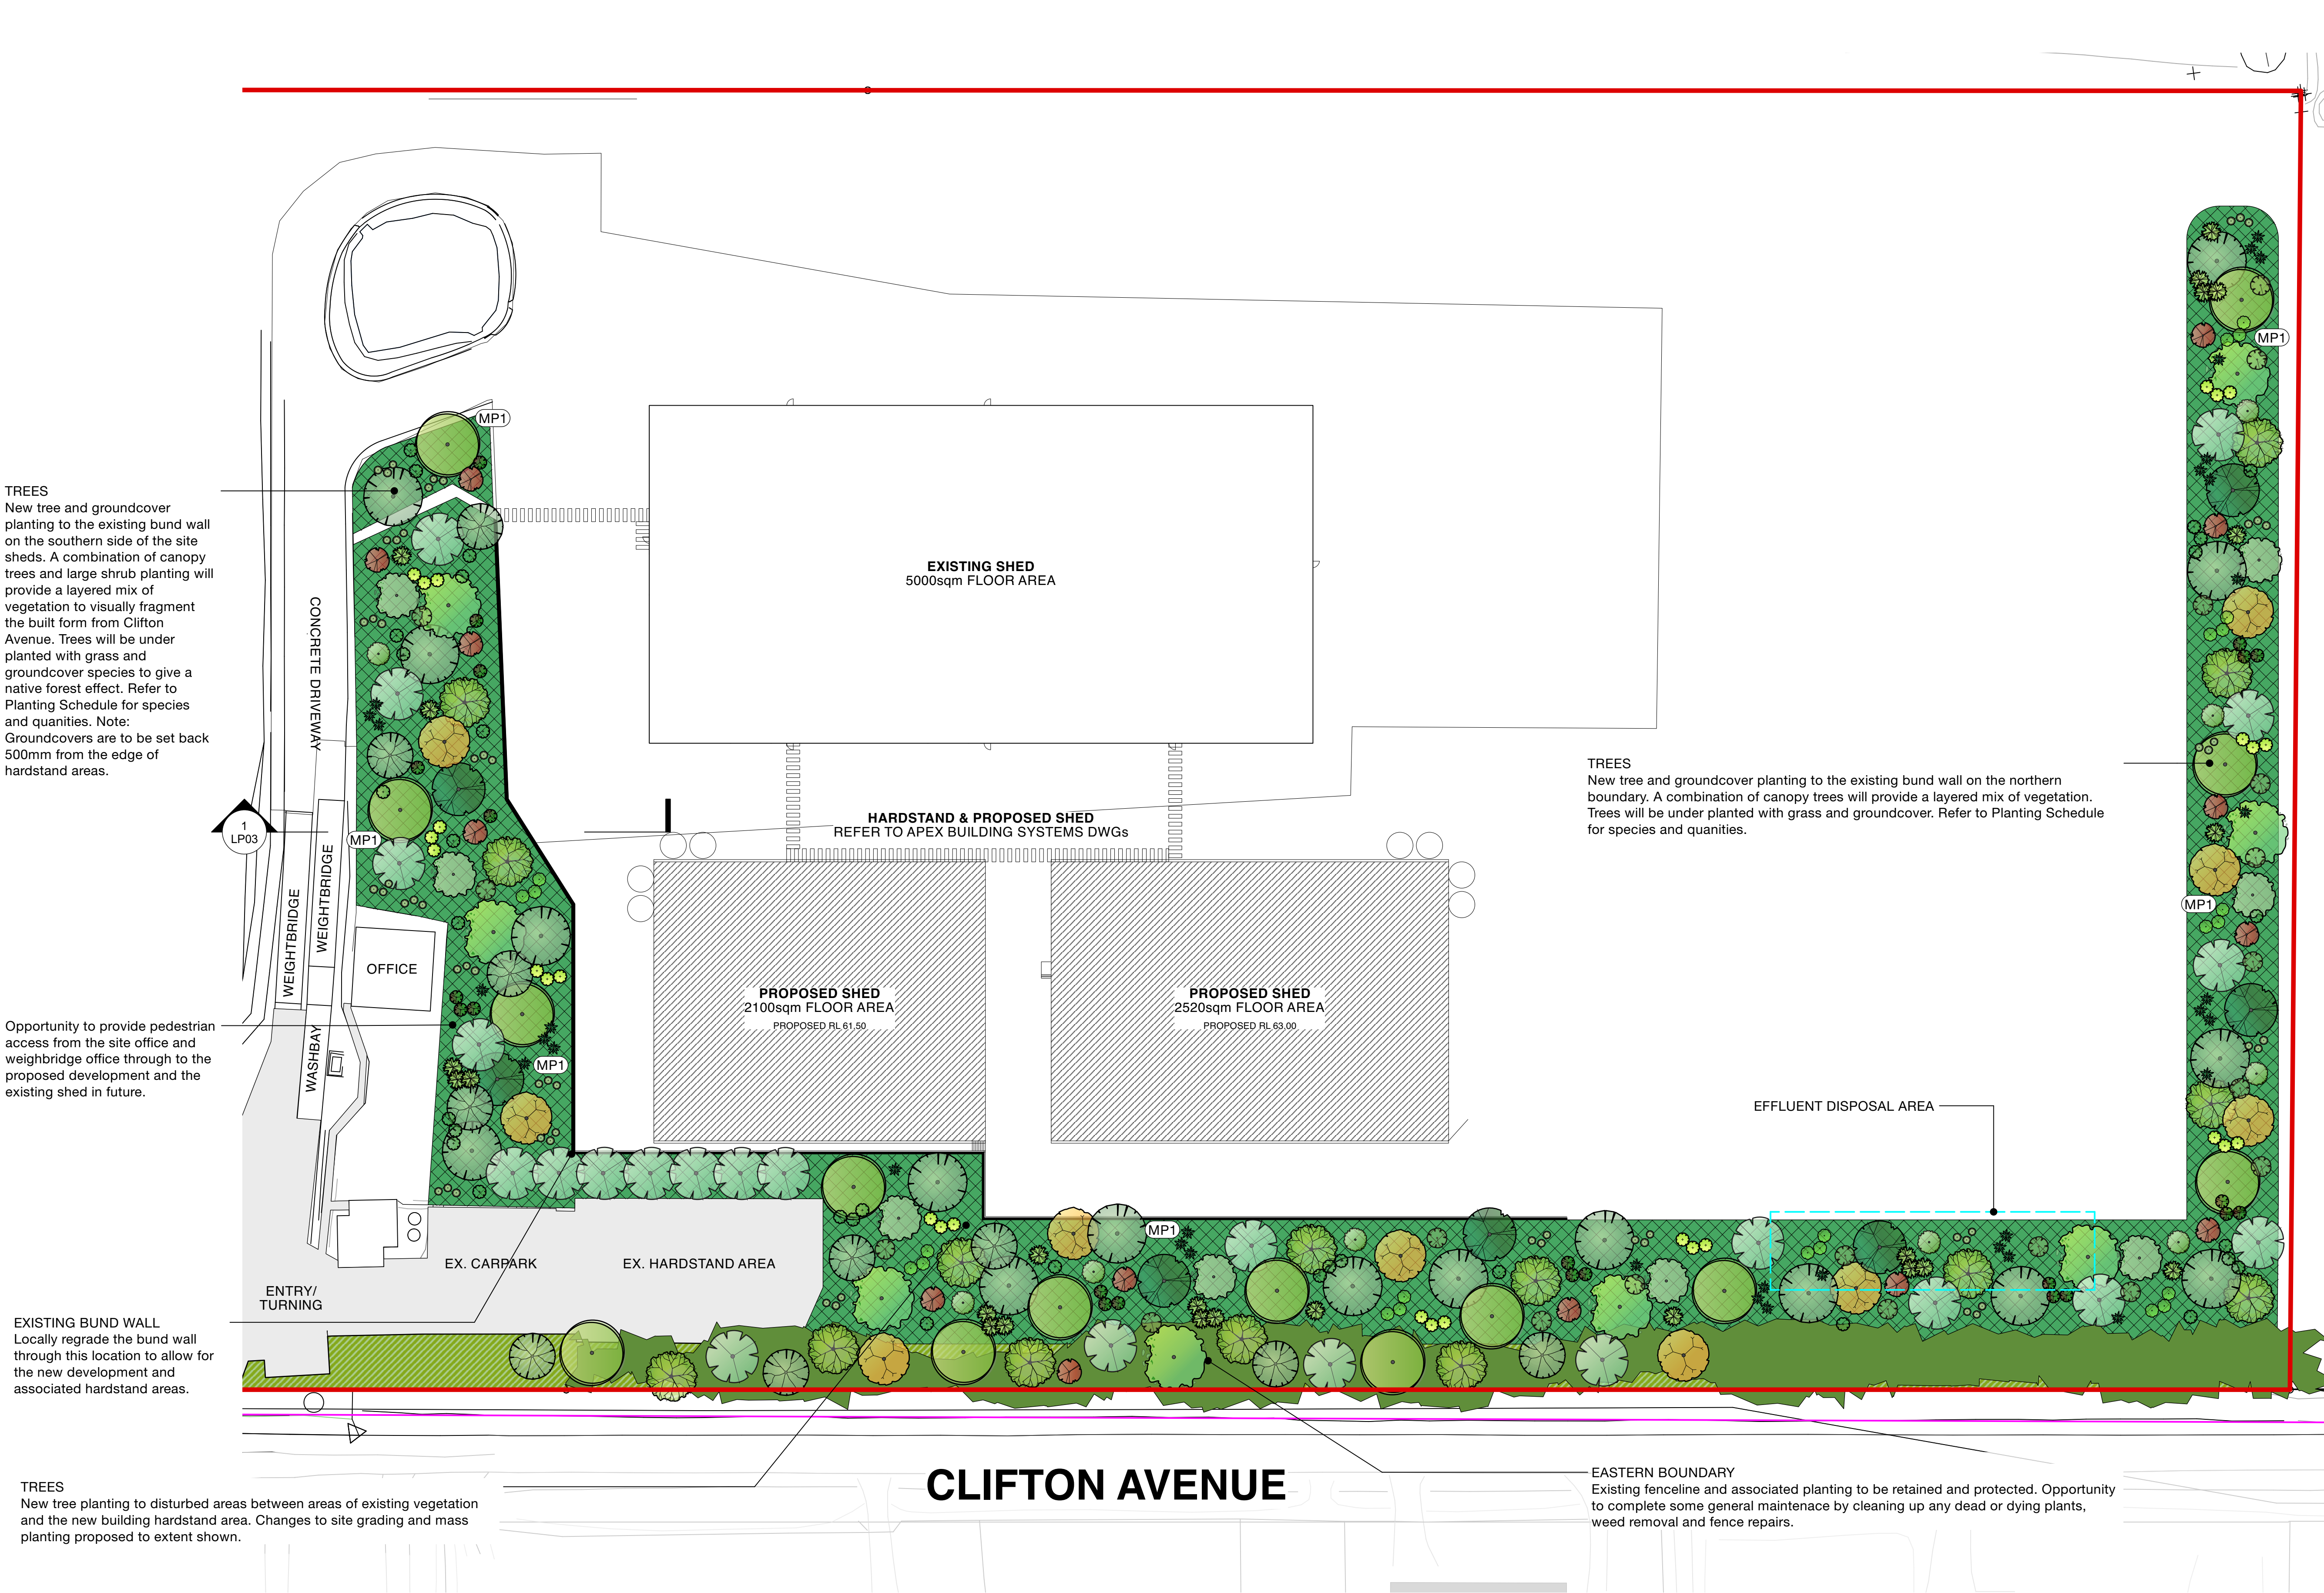 MP1
MP1
TREES
New tree and groundcover
planting to the existing bund wall
on the southern side of the site
sheds. A combination of canopy
trees and large shrub planting will
provide a layered mix of
vegetation to visually fragment
the built form from Clifton
Avenue. Trees will be under
planted with grass and
groundcover species to give a
native forest effect. Refer to
Planting Schedule for species
and quanities. Note:
Groundcovers are to be set back
500mm from the edge of
hardstand areas.
CONCRETE DRIVEWAY
EXISTING SHED
5000sqm FLOOR AREA
TREES
New tree and groundcover planting to the existing bund wall on the northern
boundary. A combination of canopy trees will provide a layered mix of vegetation.
Trees will be under planted with grass and groundcover. Refer to Planting Schedule
for species and quanities.
1
LP03
MP1
HARDSTAND & PROPOSED SHED
REFER TO APEX BUILDING SYSTEMS DWGs
WEIGHTBRIDGE
WEIGHTBRIDGE
MP1
OFFICE
PROPOSED SHED
2100sqm FLOOR AREA
PROPOSED RL 61.50
PROPOSED SHED
2520sqm FLOOR AREA
PROPOSED RL 63.00
Opportunity to provide pedestrian
access from the site office and
weighbridge office through to the
proposed development and the
existing shed in future.
WASHBAY
MP1
EFFLUENT DISPOSAL AREA
MP1
EX. CARPARK
EX. HARDSTAND AREA
ENTRY/
TURNING
EXISTING BUND WALL
Locally regrade the bund wall
through this location to allow for
the new development and
associated hardstand areas.
CLIFTON AVENUE
TREES
New tree planting to disturbed areas between areas of existing vegetation
and the new building hardstand area. Changes to site grading and mass
planting proposed to extent shown.
EASTERN BOUNDARY
Existing fenceline and associated planting to be retained and protected. Opportunity
to complete some general maintenace by cleaning up any dead or dying plants,
weed removal and fence repairs.